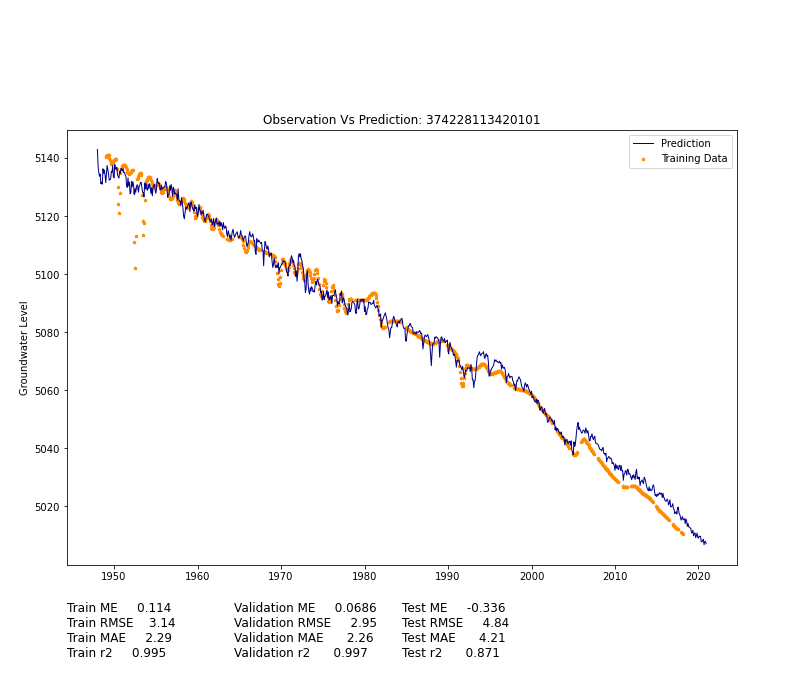 Observation Vs Prediction: 374228113420101
Prediction
Training Data
Groundwater Level
5140
5120
5100
5080
5060
5040
5020
1950 1960 1970 1980 1990 2000 2010 2020
Train ME 0.114 Validation ME 0.0686 Test ME -0.336
Train RMSE 3.14 Validation RMSE 2.95 Test RMSE 4.84
Train MAE 2.29 Validation MAE 2.26 Test MAE 4.21
Train r2 0.995 Validation r2 0.997 Test r2 0.871